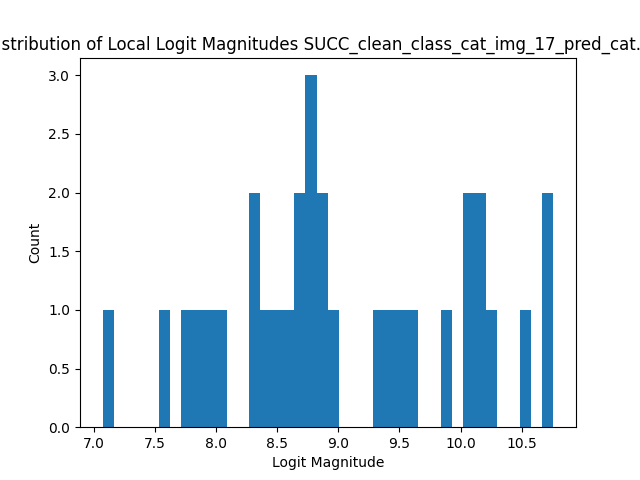 stribution of Local Logit Magnitudes SUCC_clean_class_cat_img_17_pred_cat.
3.0
2.5
2.0
1.5
1.0
0.5
0.0
Count
7.0 7.5 8.0 8.5 9.0 9.5 10.0 10.5
Logit Magnitude